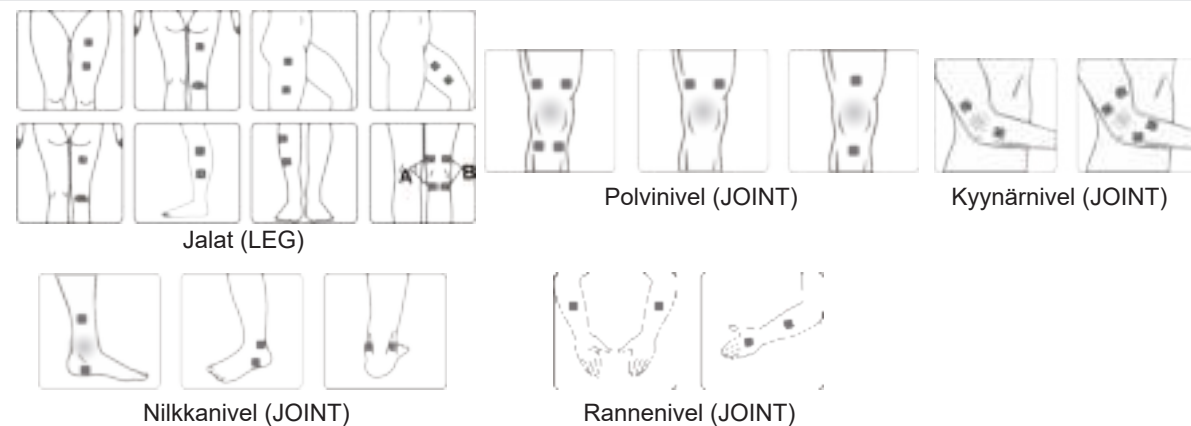 A B
Polvinivel (JOINT)
Kyynärnivel (JOINT)
Jalat (LEG)
Nilkkanivel (JOINT)
Rannenivel (JOINT)